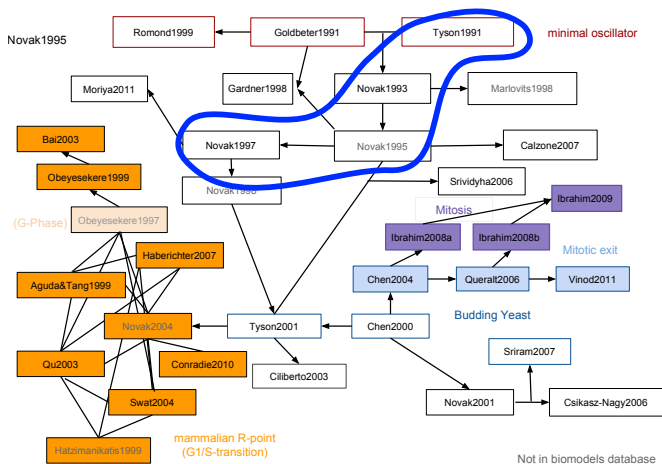 Romond1999
Goldbeter1991
Tyson1991
minimal oscillator
Novak1995
Moriya2011
Gardner1998
Novak1993
Marlovits1998
Bai2003
Novak1997
Novak1995
Calzone2007
Obeyesekere1999
Novak1998
Srividyha2006
(G-Phase)
Obeyesekere1997
Mitosis
Ibrahim2009
Haberichter2007
Ibrahim2008a
Ibrahim2008b
Mitotic exit
Aguda&Tang1999
Chen2004
Queralt2006
Vinod2011
Budding Yeast
Novak2004
Tyson2001
Chen2000
Qu2003
Conradie2010
Ciliberto2003
Sriram2007
Swat2004
Novak2001
Csikasz-Nagy2006
mammalian R-point
(G1/S-transition)
Hatzimanikatis1999
Not in biomodels database